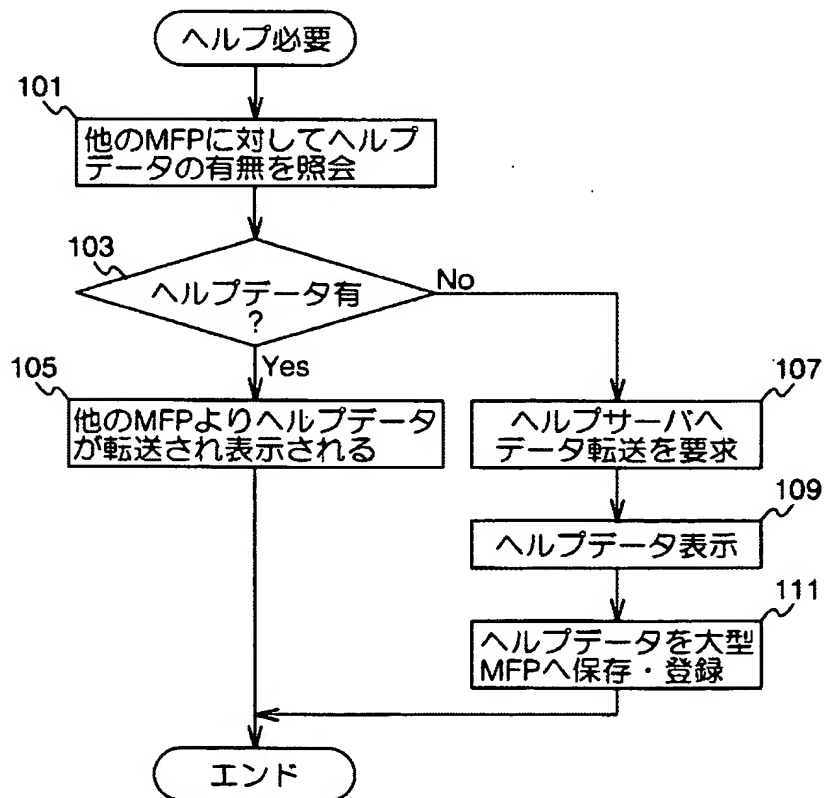 ヘルプ必要
101
他のMFPに対してヘルプ
データの有無を照会
103
ヘルプデータ有
?
No
Yes
105
他のMFPよりヘルプデータ
が転送され表示される
107
ヘルプサーバへ
データ転送を要求
109
ヘルプデータ表示
111
ヘルプデータを大型
MFPへ保存・登録
エンド